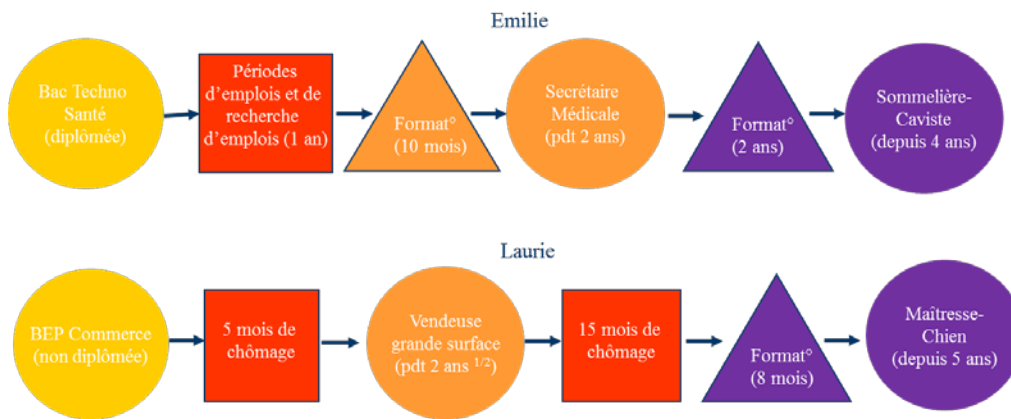 Emilie
Bac Techno
Santé
(diplômée)
Périodes
d'emplois et de
recherche
d'emplois (1 an)
Format°
(10 mois)
Secrétaire
Médicale
(pdt 2 ans)
Format°
(2 ans)
Sommelière-
Caviste
(depuis 4 ans)
Laurie
BEP Commerce
(non diplômée)
5 mois de
chômage
Vendeuse
grande surface
(pdt 2 ans 1/2)
15 mois de
chômage
Format°
(8 mois)
Maîtresse-
Chien
(depuis 5 ans)